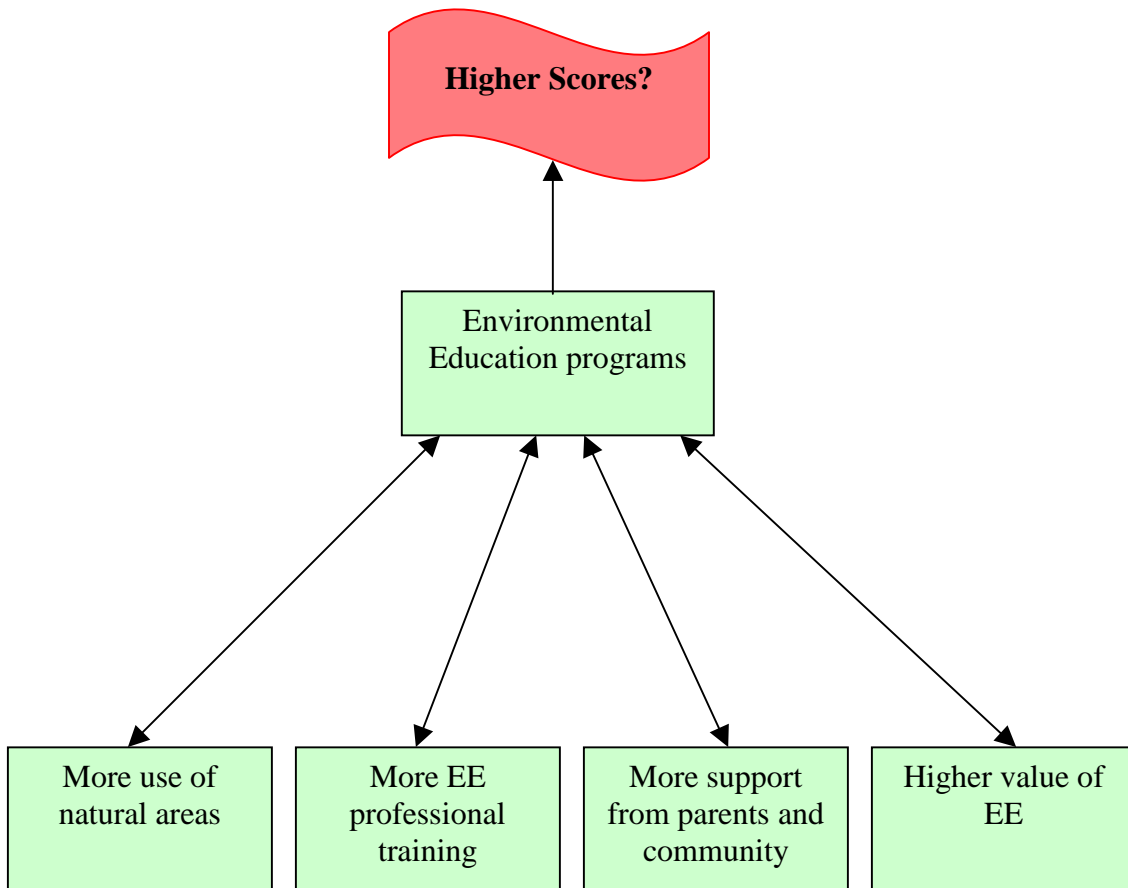 Higher Scores?
Environmental
Education programs
More use of
natural areas
More EE
professional
training
More support
from parents and
community
Higher value of
EE